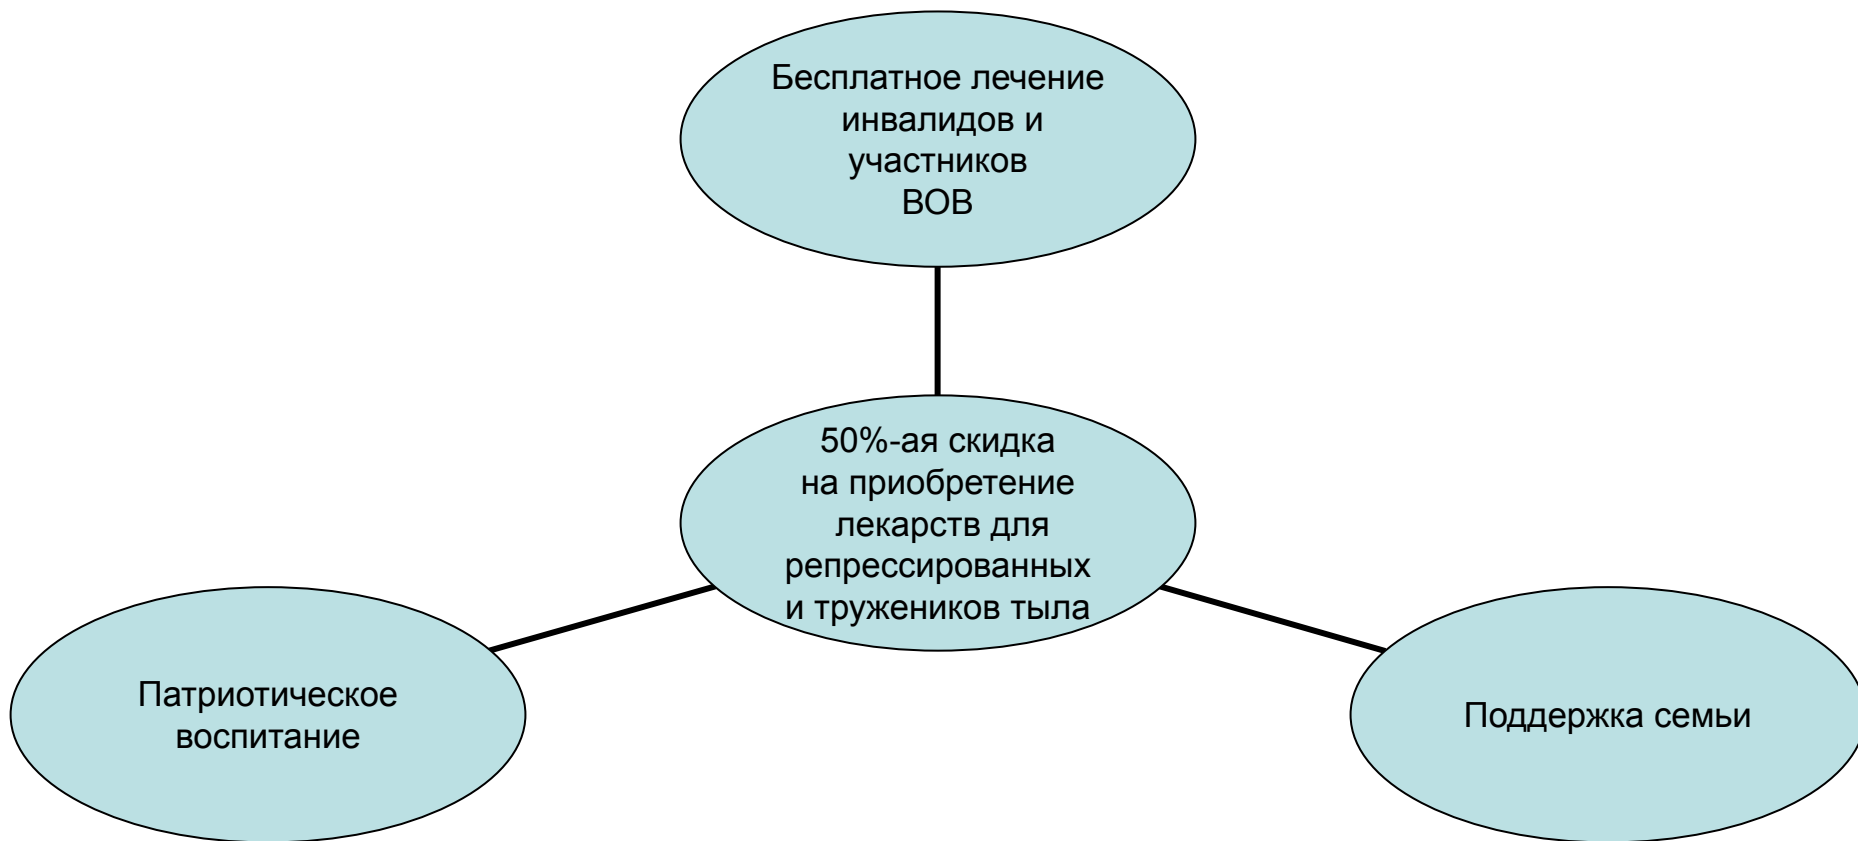 Бесплатное лечение
инвалидов и
участников
ВОВ
50%-ая скидка
на приобретение
лекарств для
репрессированных
и тружеников тыла
Патриотическое
воспитание
Поддержка семьи